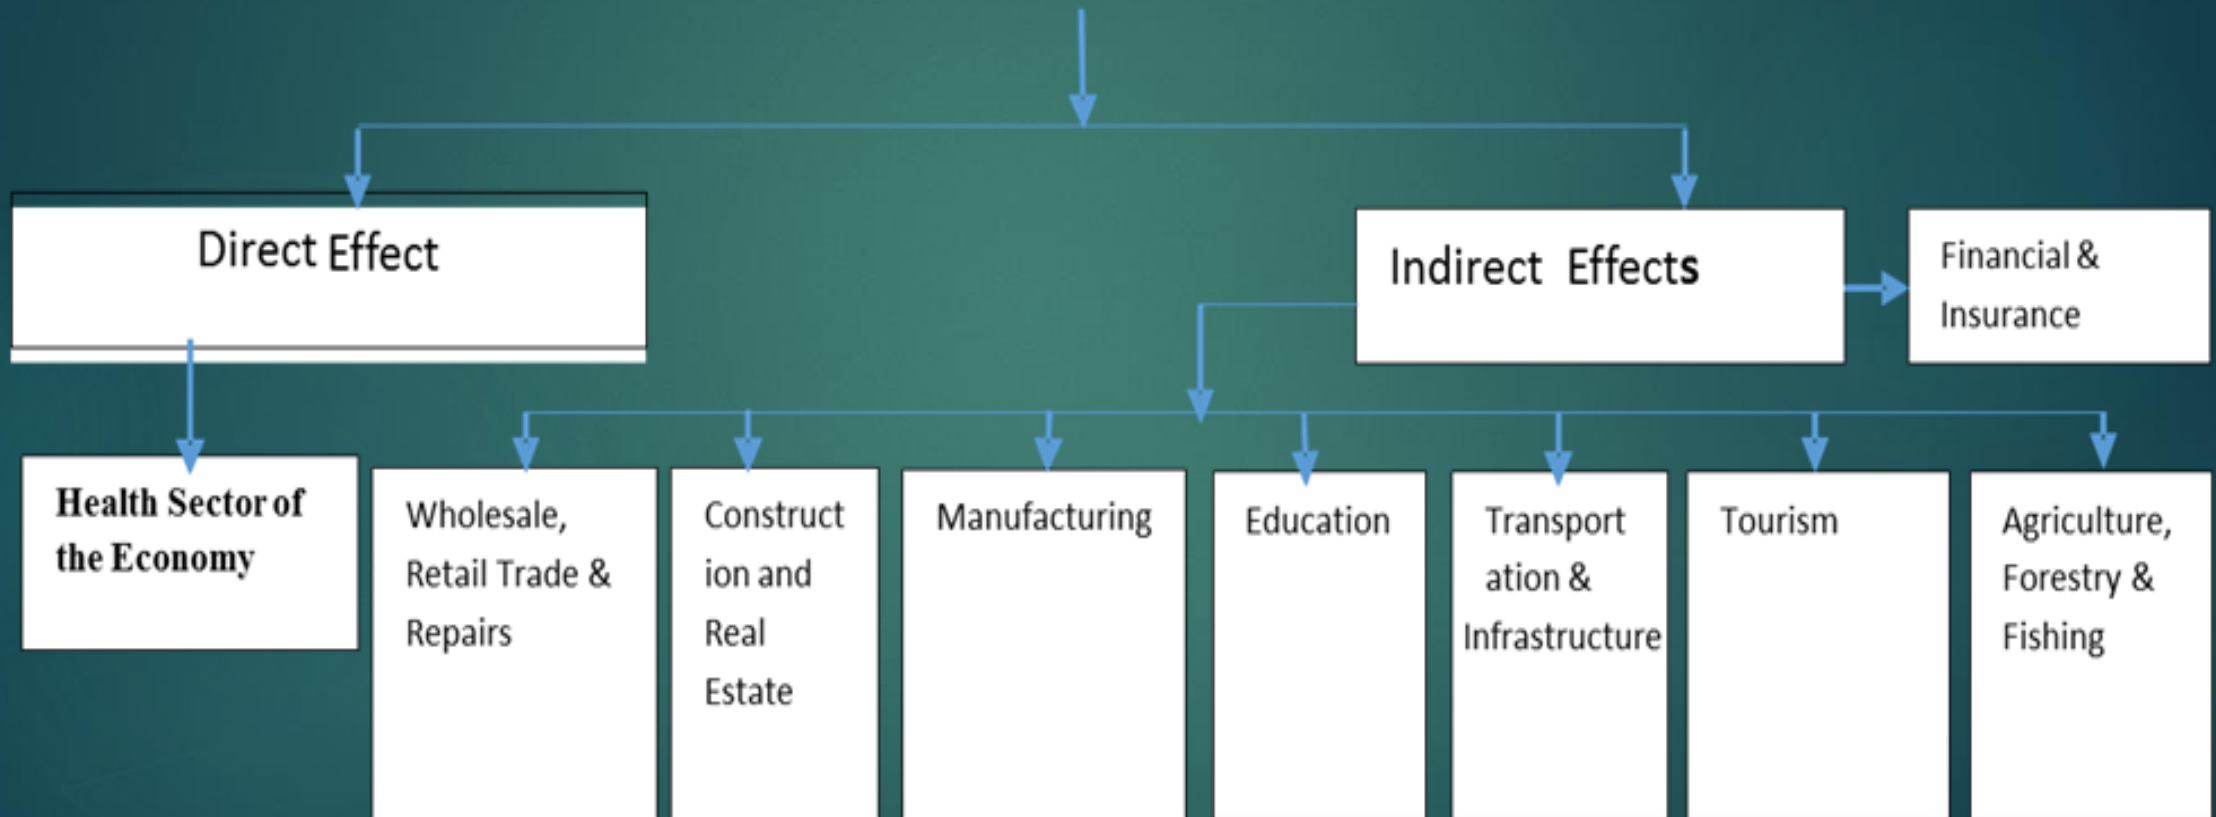 Direct Effect
Indirect Effects
Financial &
Insurance
Health Sector of
the Economy
Wholesale,
Retail Trade &
Repairs
Construct
ion and
Real
Estate
Manufacturing
Education
Transport
ation &
Infrastructure
Tourism
Agriculture,
Forestry &
Fishing